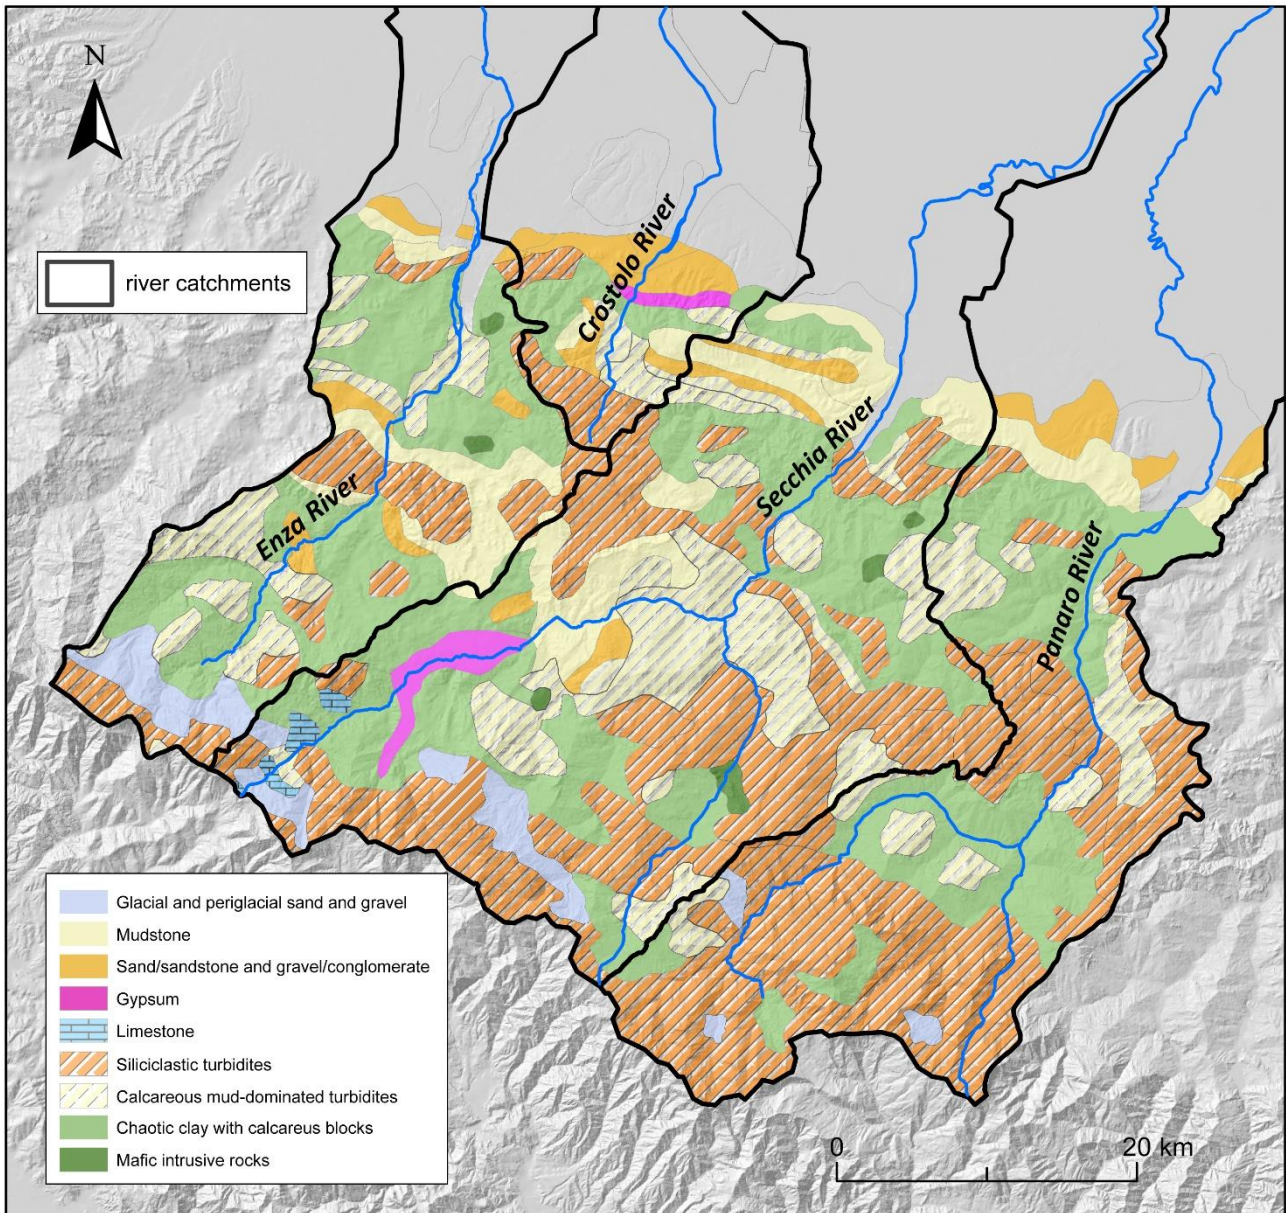 N
river catchments
Crostolo River
Secchia River
Enza River
Panaro River
Glacial and periglacial sand and gravel
Mudstone
Sand/sandstone and gravel/conglomerate
Gypsum
Limestone
Siliciclastic turbidites
Calcareous mud-dominated turbidites
Chaotic clay with calcareus blocks
Mafic intrusive rocks
0 20 km